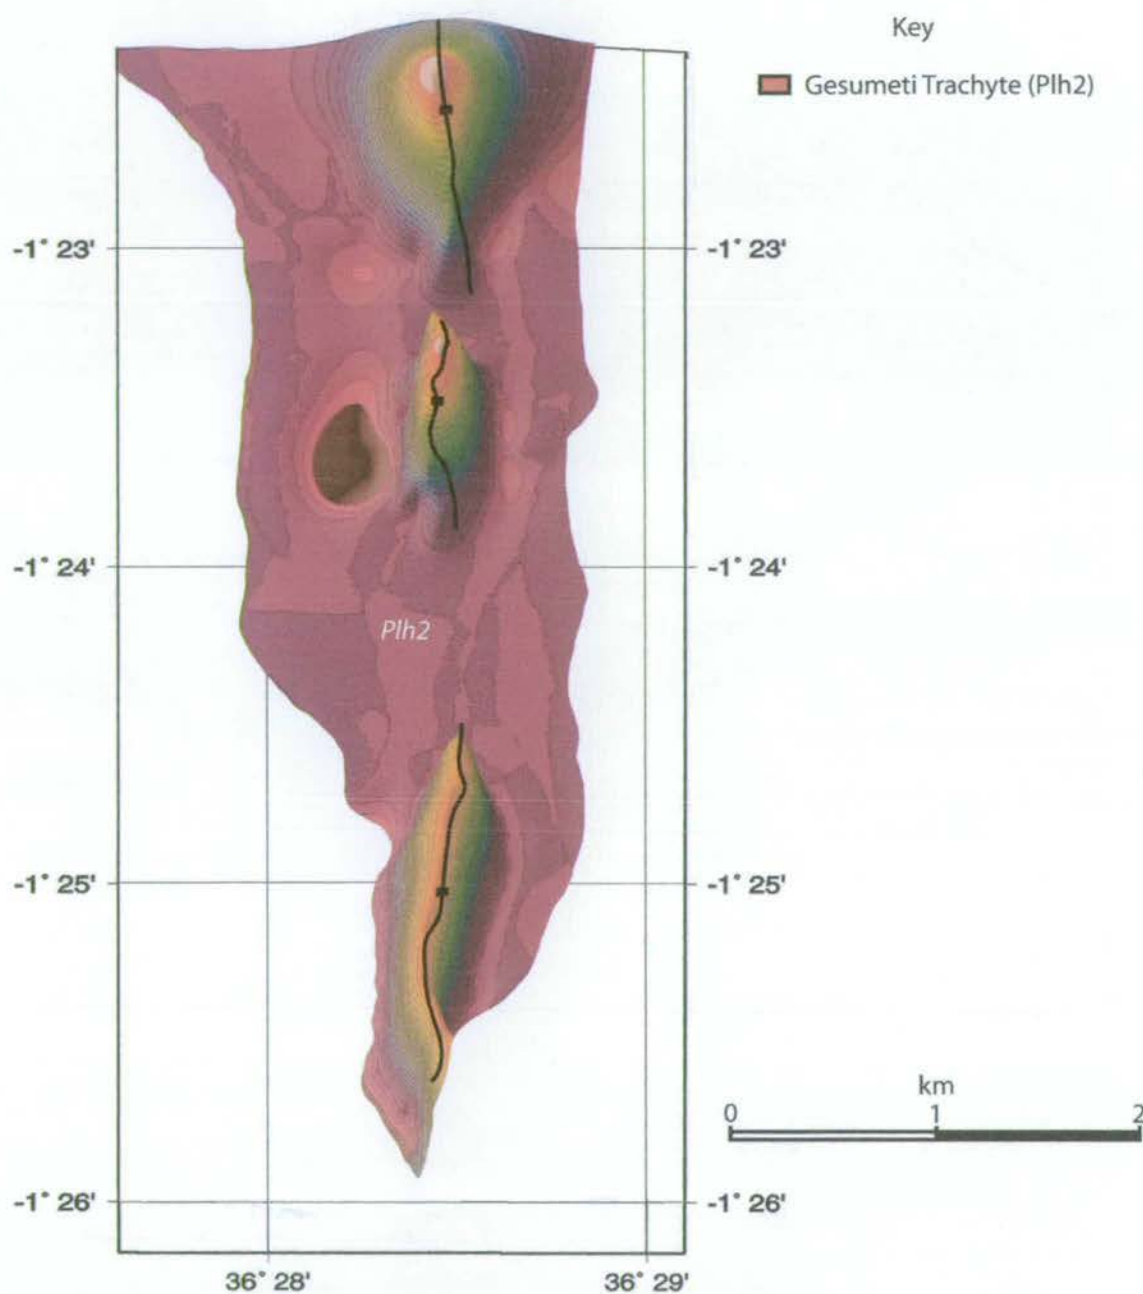 Key
Gesumeti Trachyte (Plh2)
-1° 23' -1° 23'
-1° 24' -1° 24'
Plh2
-1° 25' -1° 25'
km
0 1 2
-1° 26' -1° 26'
36° 28' 36° 29'